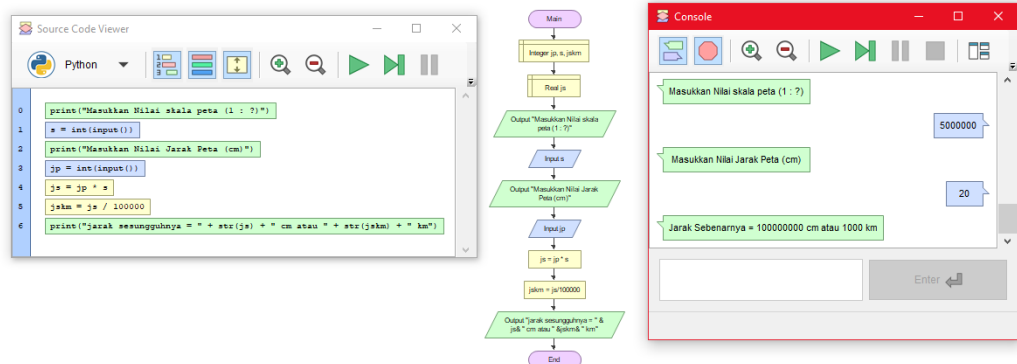 Source Code Viewer
Python
0 print("Masukkan Nilai skala peta (1 : ?)")
1 s = int(input())
2 print("Masukkan Nilai Jarak Peta (cm)")
3 jp = int(input())
4 js = jp * s
5 jskm = js / 100000
6 print("jarak sesungguhnya = " + str(js) + " cm atau " + str(jskm) + " km")
Main
Integer jp, s, jskm
Real js
Output "Masukkan Nilai skala
peta (1 : ?)"
Input s
Output "Masukkan Nilai Jarak
Peta (cm)"
Input jp
js = jp * s
jskm = js/100000
Output "jarak sesungguhnya = " &
js& " cm atau " &jskm& " km"
End
Console
Masukkan Nilai skala peta (1 : ?)
5000000
Masukkan Nilai Jarak Peta (cm)
20
Jarak Sebenarnya = 100000000 cm atau 1000 km
Enter